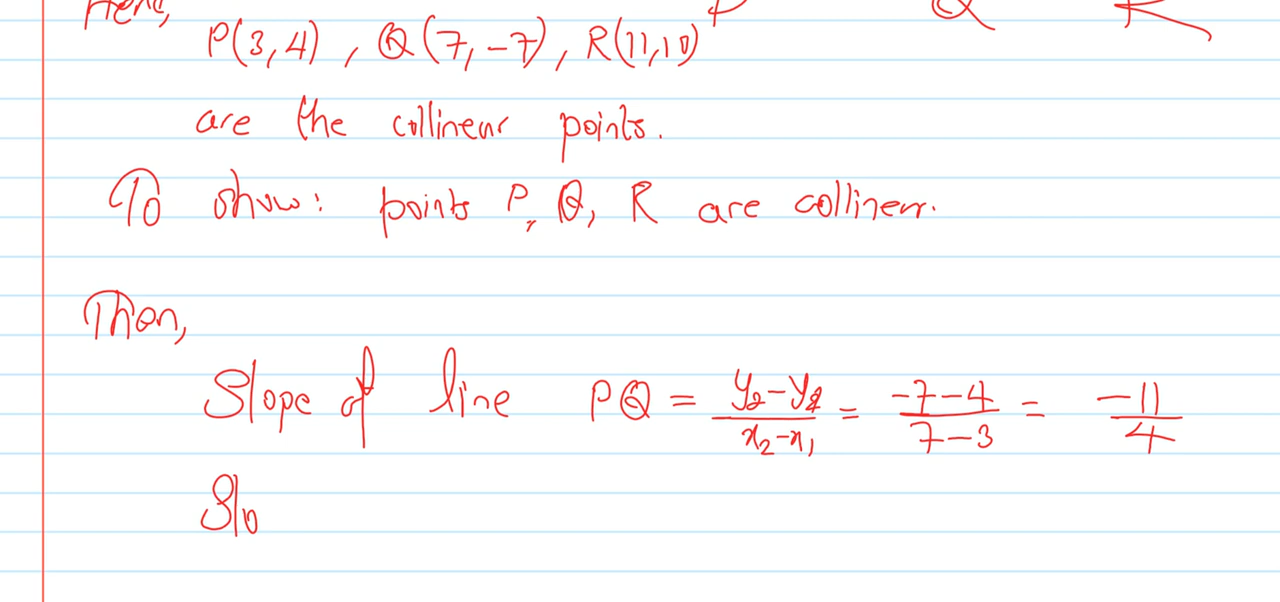 Here, P Q R
P(3,4), Q(7,-7), R(11,10)
are the collinear points.
To show: points P, Q, R are collinear.
Then,
Slope of line PQ = y₂-y₁/x₂-x₁ = -7-4/7-3 = -11/4
Slo